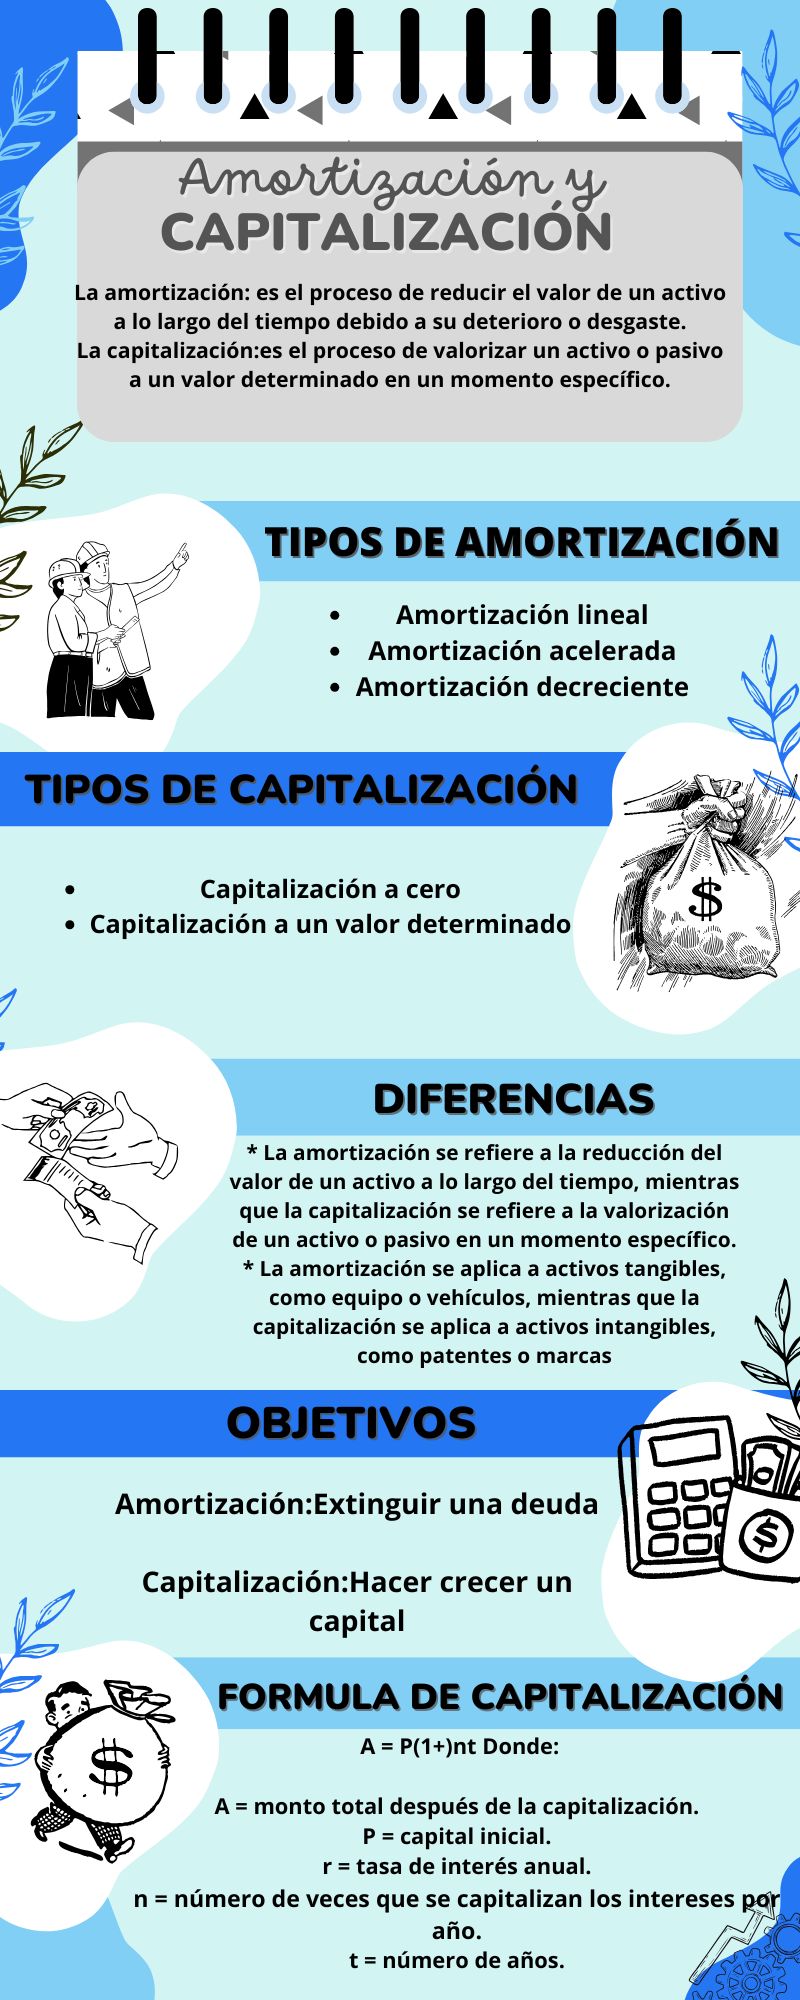 Amortización y
CAPITALIZACIÓN
La amortización: es el proceso de reducir el valor de un activo
a lo largo del tiempo debido a su deterioro o desgaste.
La capitalización:es el proceso de valorizar un activo o pasivo
a un valor determinado en un momento específico.
TIPOS DE AMORTIZACIÓN
• Amortización lineal
• Amortización acelerada
• Amortización decreciente
TIPOS DE CAPITALIZACIÓN
• Capitalización a cero
• Capitalización a un valor determinado
$
DIFERENCIAS
* La amortización se refiere a la reducción del
valor de un activo a lo largo del tiempo, mientras
que la capitalización se refiere a la valorización
de un activo o pasivo en un momento específico.
* La amortización se aplica a activos tangibles,
como equipo o vehículos, mientras que la
capitalización se aplica a activos intangibles,
como patentes o marcas
OBJETIVOS
Amortización:Extinguir una deuda
$
Capitalización:Hacer crecer un
capital
FORMULA DE CAPITALIZACIÓN
$
A = P(1+)nt Donde:
A = monto total después de la capitalización.
P = capital inicial.
r = tasa de interés anual.
n = número de veces que se capitalizan los intereses por
año.
t = número de años.